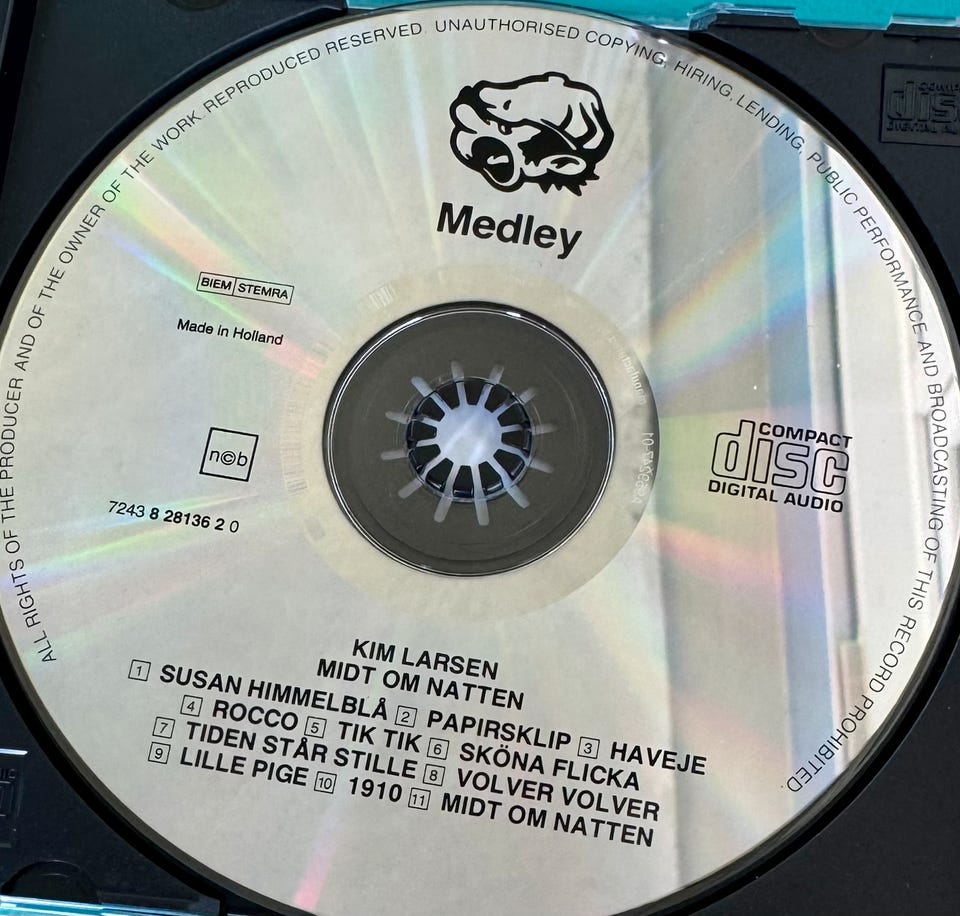 ALL RIGHTS OF THE PRODUCER AND OF THE OWNER OF THE WORK REPRODUCED RESERVED. UNAUTHORISED COPYING, HIRING, LENDING, PUBLIC PERFORMANCE AND BROADCASTING OF THIS RECORD PROHIBITED.
Medley
BIEM STEMRA
Made in Holland
n©b
7243 8 28136 2 0
COMPACT
disc
DIGITAL AUDIO
KIM LARSEN
MIDT OM NATTEN
1 SUSAN HIMMELBLÅ 2 PAPIRSKLIP 3 HAVEJE
4 ROCCO 5 TIK TIK 6 SKÖNA FLICKA
7 TIDEN STÅR STILLE 8 VOLVER VOLVER
9 LILLE PIGE 10 1910 11 MIDT OM NATTEN